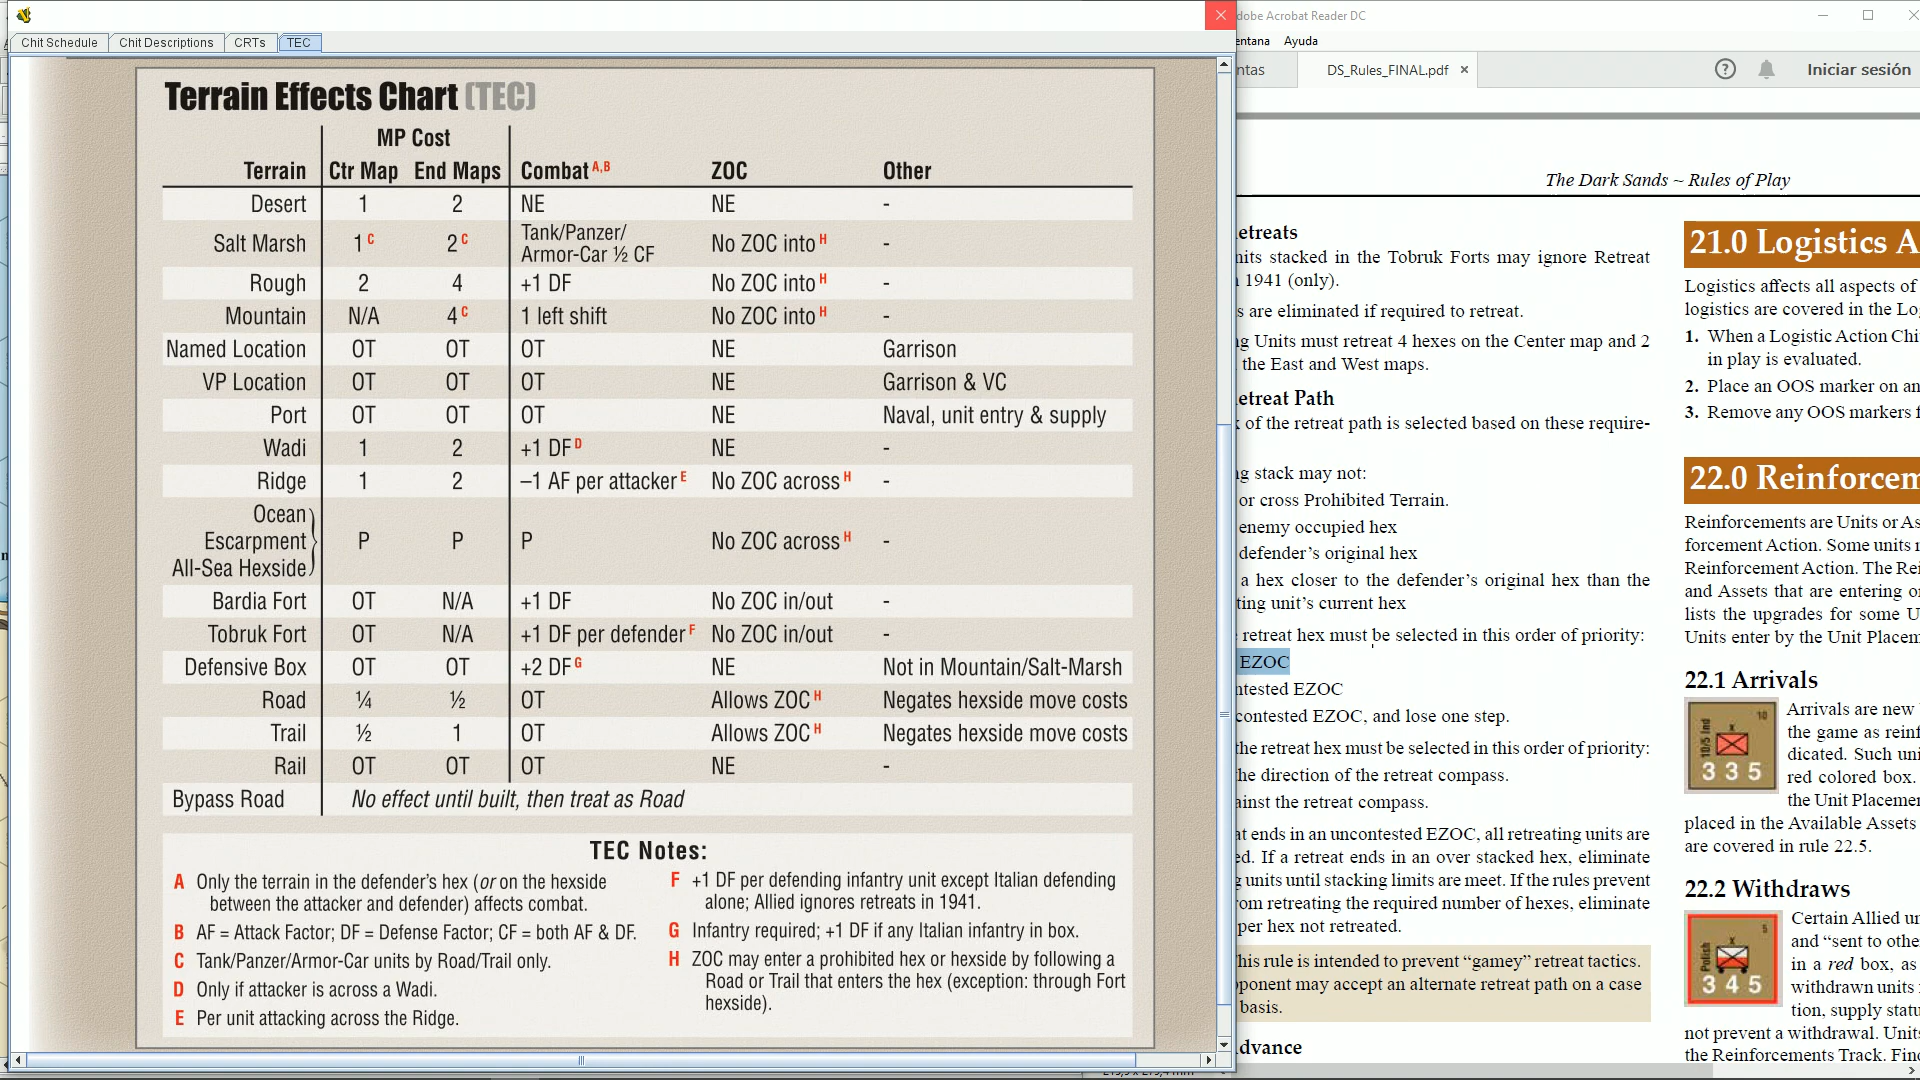 Chit Schedule
Chit Descriptions
CRTs
TEC
Terrain Effects Chart (TEC)
MP Cost
Terrain Ctr Map End Maps Combat A,B ZOC Other
Desert 1 2 NE NE -
Salt Marsh 1 C 2 C Tank/Panzer/ Armor-Car ½ CF No ZOC into H -
Rough 2 4 +1 DF No ZOC into H -
Mountain N/A 4 C 1 left shift No ZOC into H -
Named Location OT OT OT NE Garrison
VP Location OT OT OT NE Garrison & VC
Port OT OT OT NE Naval, unit entry & supply
Wadi 1 2 +1 DF D NE -
Ridge 1 2 –1 AF per attacker E No ZOC across H -
Ocean
Escarpment P P P No ZOC across H -
All-Sea Hexside
Bardia Fort OT N/A +1 DF No ZOC in/out -
Tobruk Fort OT N/A +1 DF per defender F No ZOC in/out -
Defensive Box OT OT +2 DF G NE Not in Mountain/Salt-Marsh
Road ¼ ½ OT Allows ZOC H Negates hexside move costs
Trail ½ 1 OT Allows ZOC H Negates hexside move costs
Rail OT OT OT NE -
Bypass Road No effect until built, then treat as Road
TEC Notes:
A Only the terrain in the defender's hex (or on the hexside
between the attacker and defender) affects combat.
B AF = Attack Factor; DF = Defense Factor; CF = both AF & DF.
C Tank/Panzer/Armor-Car units by Road/Trail only.
D Only if attacker is across a Wadi.
E Per unit attacking across the Ridge.
F +1 DF per defending infantry unit except Italian defending
alone; Allied ignores retreats in 1941.
G Infantry required; +1 DF if any Italian infantry in box.
H ZOC may enter a prohibited hex or hexside by following a
Road or Trail that enters the hex (exception: through Fort
hexside).
dobe Acrobat Reader DC
entana Ayuda
ntas
DS_Rules_FINAL.pdf ×
Iniciar sesión
The Dark Sands ~ Rules of Play
etreats
nits stacked in the Tobruk Forts may ignore Retreat
1941 (only).
s are eliminated if required to retreat.
g Units must retreat 4 hexes on the Center map and 2
the East and West maps.
etreat Path
of the retreat path is selected based on these require-
g stack may not:
or cross Prohibited Terrain.
enemy occupied hex
defender's original hex
a hex closer to the defender's original hex than the
ting unit's current hex
retreat hex must be selected in this order of priority:
EZOC
ntested EZOC
contested EZOC, and lose one step.
the retreat hex must be selected in this order of priority:
he direction of the retreat compass.
ainst the retreat compass.
at ends in an uncontested EZOC, all retreating units are
ed. If a retreat ends in an over stacked hex, eliminate
g units until stacking limits are meet. If the rules prevent
om retreating the required number of hexes, eliminate
per hex not retreated.
his rule is intended to prevent “gamey” retreat tactics.
pponent may accept an alternate retreat path on a case
basis.
dvance
21.0 Logistics A
Logistics affects all aspects of
logistics are covered in the Lo
1. When a Logistic Action Chi
in play is evaluated.
2. Place an OOS marker on an
3. Remove any OOS markers f
22.0 Reinforcem
Reinforcements are Units or As
forcement Action. Some units r
Reinforcement Action. The Rei
and Assets that are entering or
lists the upgrades for some U
Units enter by the Unit Placem
22.1 Arrivals
10
10/5 Ind
3 3 5
Arrivals are new
the game as reinf
dicated. Such uni
red colored box.
the Unit Placemen
placed in the Available Assets
are covered in rule 22.5.
22.2 Withdraws
5
Polish
3 4 5
Certain Allied un
and “sent to othe
in a red box, as
withdrawn units
tion, supply statu
not prevent a withdrawal. Units
the Reinforcements Track. Find